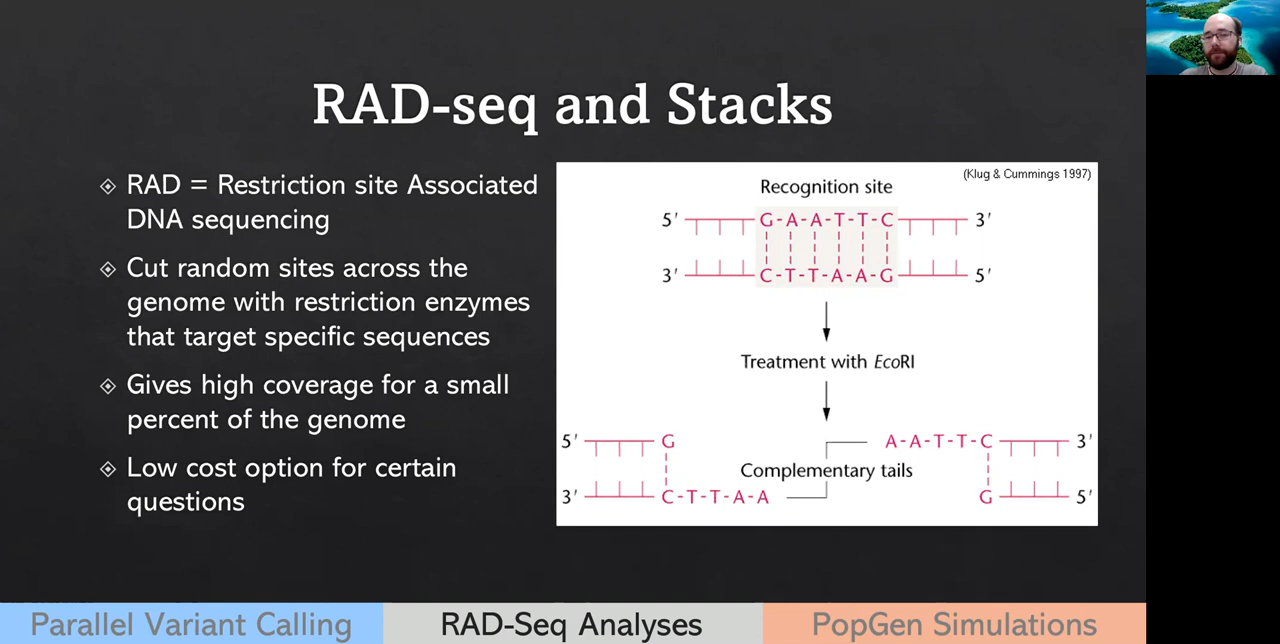 RAD-seq and Stacks
RAD = Restriction site Associated
DNA sequencing
Cut random sites across the
genome with restriction enzymes
that target specific sequences
Gives high coverage for a small
percent of the genome
Low cost option for certain
questions
(Klug & Cummings 1997)
Recognition site
5′ G-A-A-T-T-C 3′
3′ C-T-T-A-A-G 5′
Treatment with EcoRI
5′ G A-A-T-T-C 3′
Complementary tails
3′ C-T-T-A-A G 5′
Parallel Variant Calling RAD-Seq Analyses PopGen Simulations